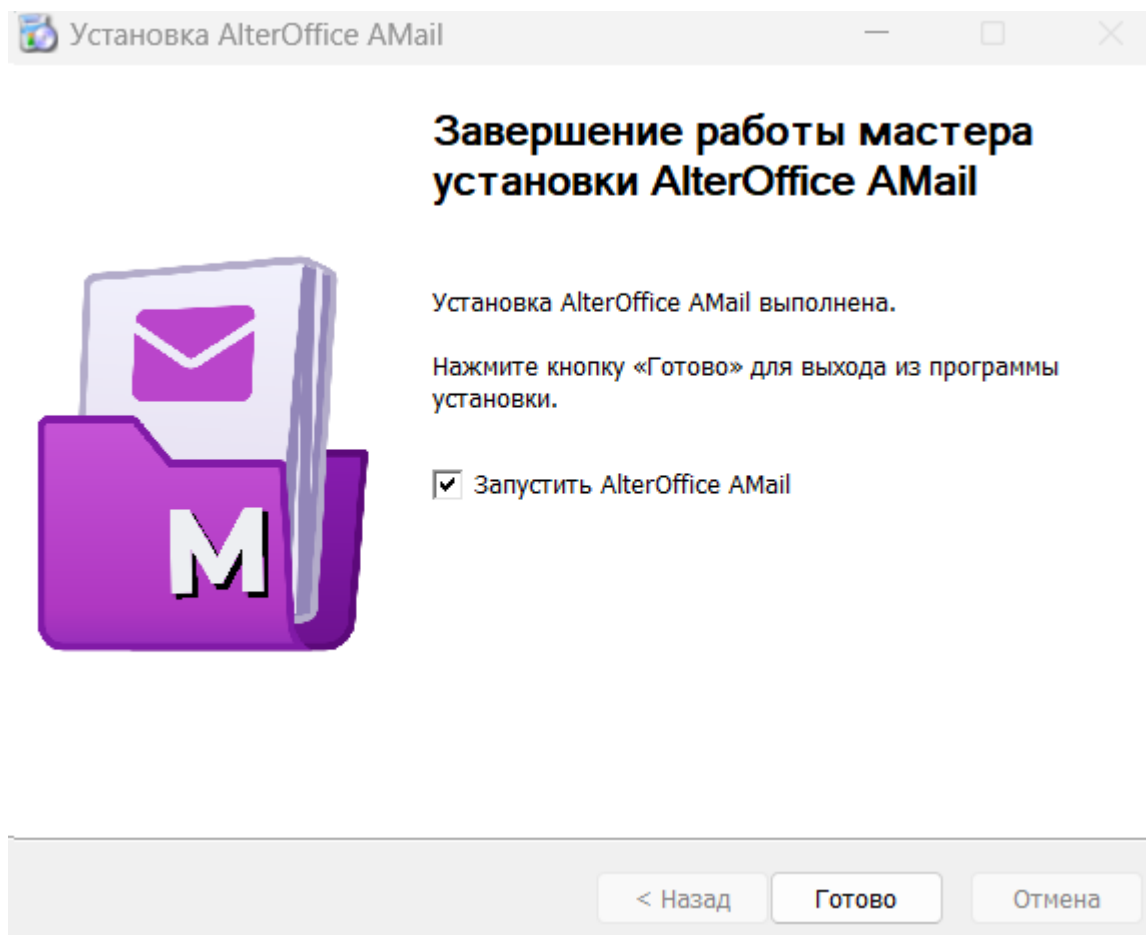 Установка AlterOffice AMail
Завершение работы мастера
установки AlterOffice AMail
Установка AlterOffice AMail выполнена.
Нажмите кнопку «Готово» для выхода из программы
установки.
Запустить AlterOffice AMail
M
< Назад
Готово
Отмена